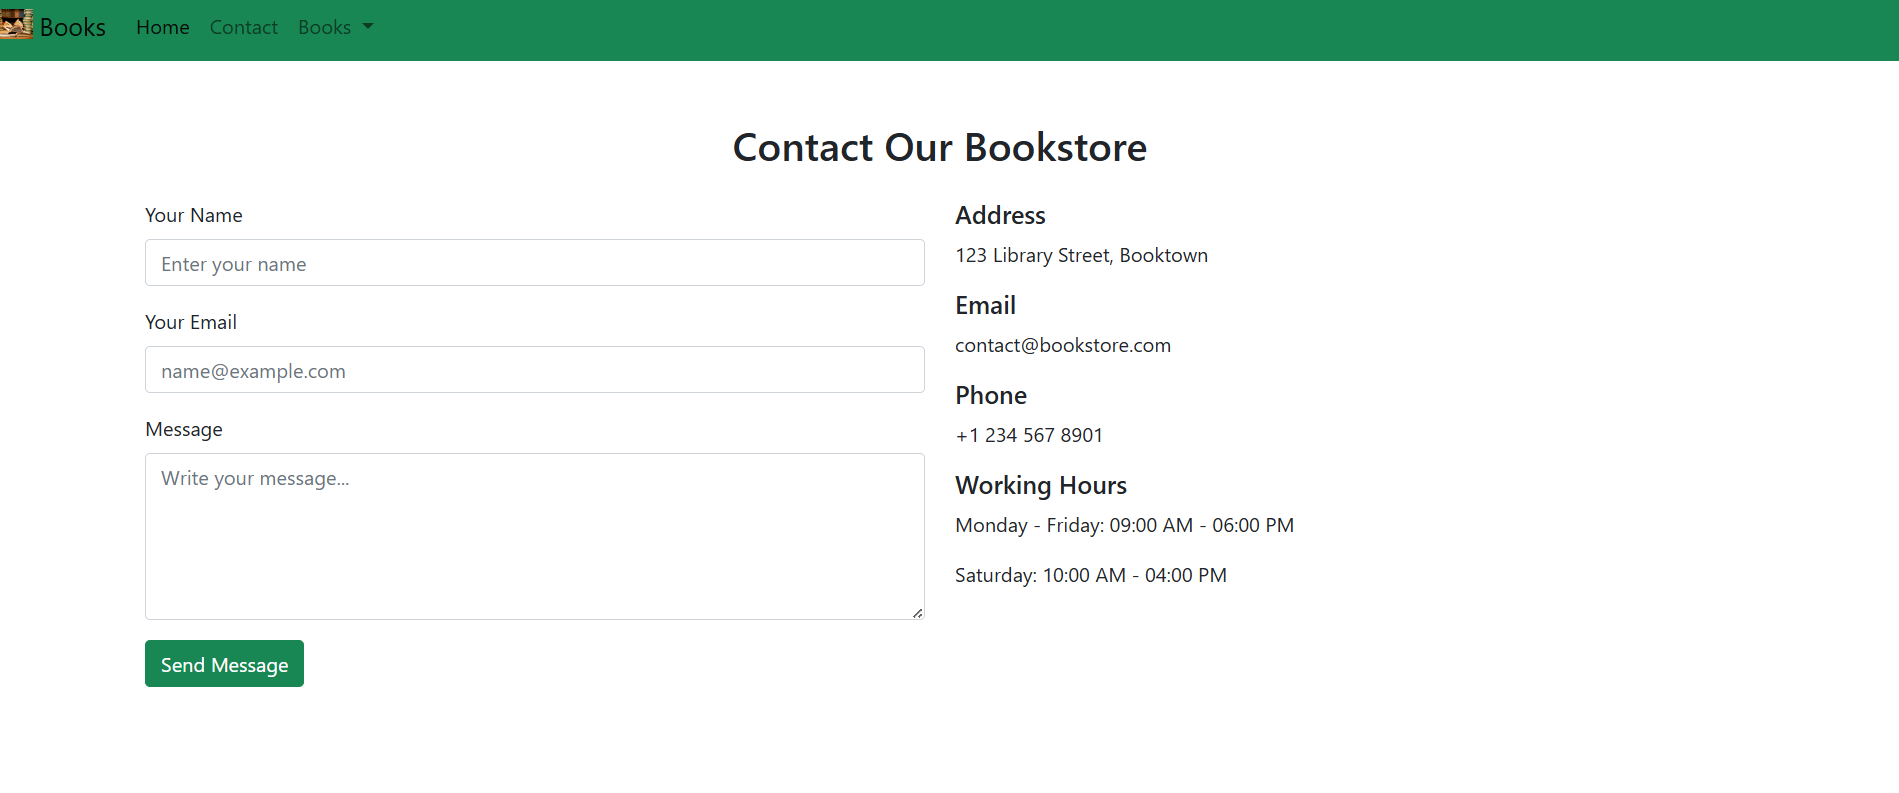 Books Home Contact Books
Contact Our Bookstore
Your Name
Enter your name
Your Email
name@example.com
Message
Write your message...
Send Message
Address
123 Library Street, Booktown
Email
contact@bookstore.com
Phone
+1 234 567 8901
Working Hours
Monday - Friday: 09:00 AM - 06:00 PM
Saturday: 10:00 AM - 04:00 PM